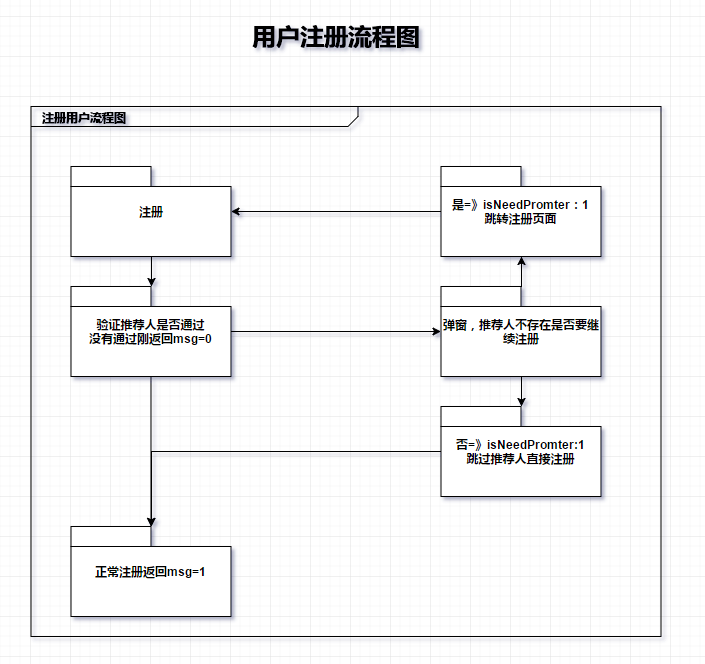 用户注册流程图
注册用户流程图
注册
是=》isNeedPromter：1
跳转注册页面
验证推荐人是否通过
没有通过刚返回msg=0
弹窗，推荐人不存在是否要继
续注册
否=》isNeedPromter:1
跳过推荐人直接注册
正常注册返回msg=1